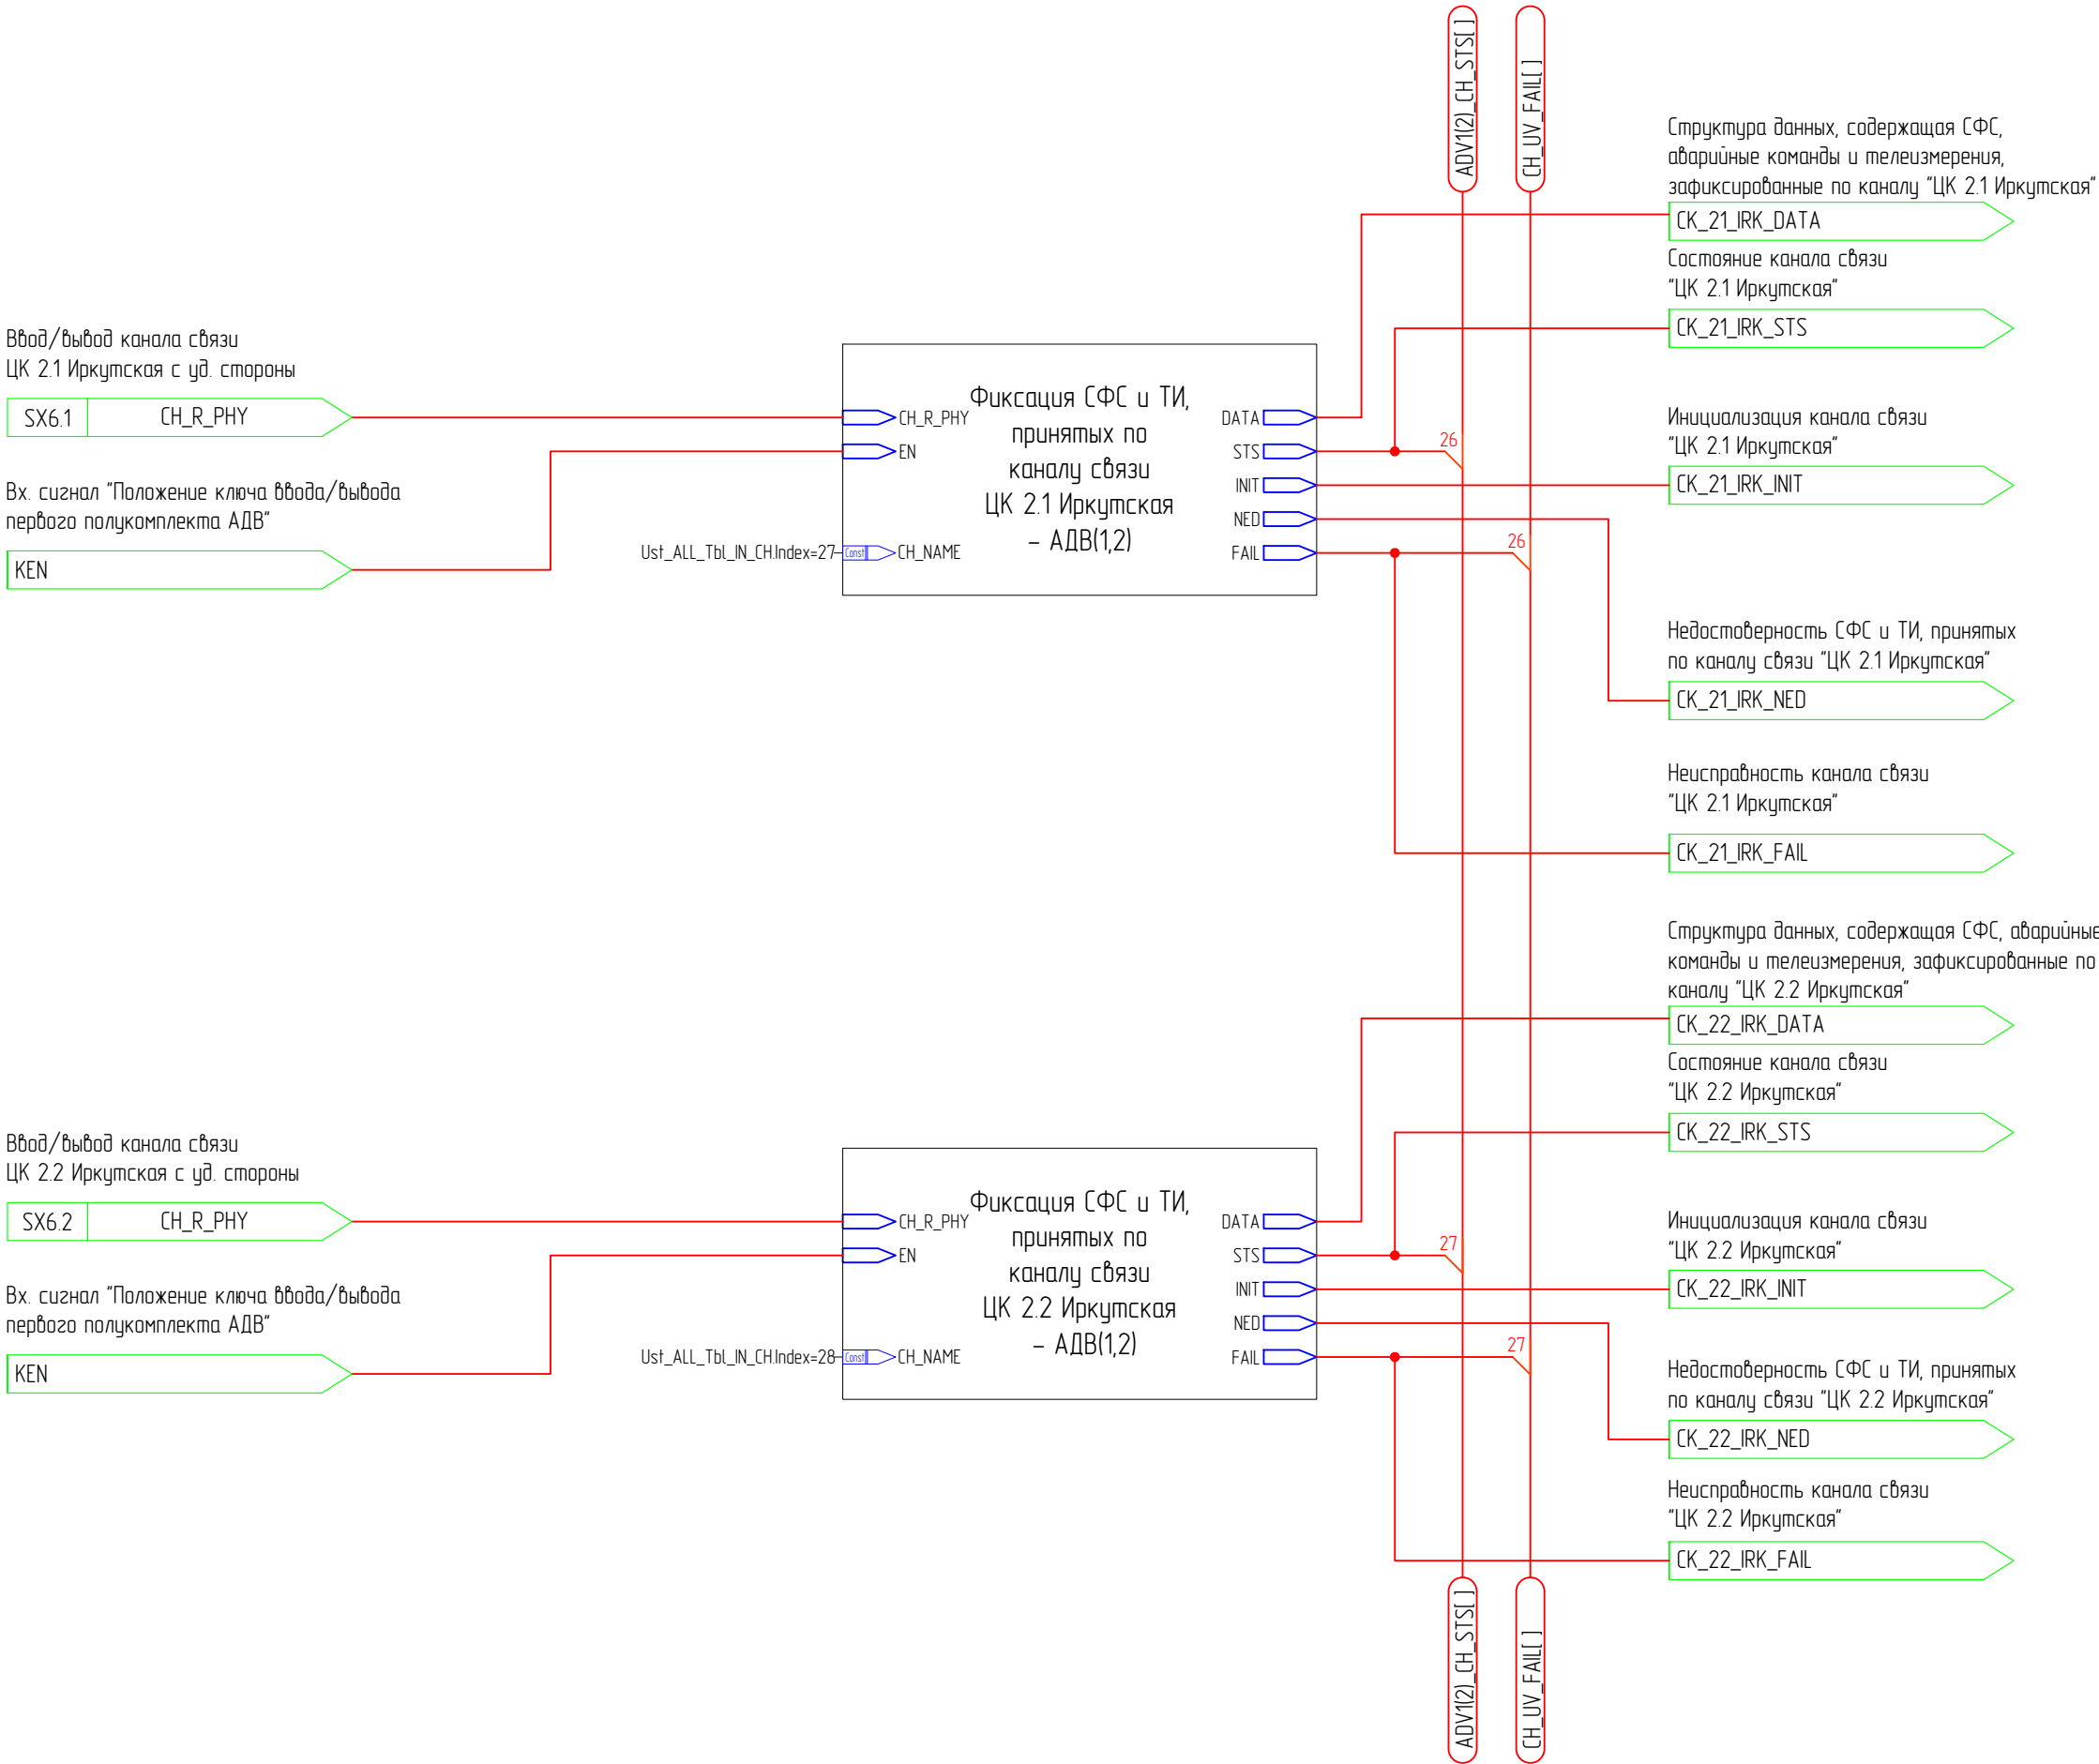 ADV1(2)_CH_STS[ ]
CH_UV_FAIL[ ]
Структура данных, содержащая СФС,
аварийные команды и телеизмерения,
зафиксированные по каналу "ЦК 2.1 Иркутская"
CK_21_IRK_DATA
Состояние канала связи
"ЦК 2.1 Иркутская"
CK_21_IRK_STS
Ввод/вывод канала связи
ЦК 2.1 Иркутская с уд. стороны
SX6.1 CH_R_PHY
Вх. сигнал "Положение ключа ввода/вывода
первого полукомплекта АДВ"
KEN
Ust_ALL_Tbl_IN_CH.Index=27
Const
CH_R_PHY
EN
CH_NAME
Фиксация СФС и ТИ,
принятых по
каналу связи
ЦК 2.1 Иркутская
– АДВ(1,2)
DATA
STS
INIT
NED
FAIL
26
26
Инициализация канала связи
"ЦК 2.1 Иркутская"
CK_21_IRK_INIT
Недостоверность СФС и ТИ, принятых
по каналу связи "ЦК 2.1 Иркутская"
CK_21_IRK_NED
Неисправность канала связи
"ЦК 2.1 Иркутская"
CK_21_IRK_FAIL
Структура данных, содержащая СФС, аварийные
команды и телеизмерения, зафиксированные по
каналу "ЦК 2.2 Иркутская"
CK_22_IRK_DATA
Состояние канала связи
"ЦК 2.2 Иркутская"
CK_22_IRK_STS
Ввод/вывод канала связи
ЦК 2.2 Иркутская с уд. стороны
SX6.2 CH_R_PHY
Вх. сигнал "Положение ключа ввода/вывода
первого полукомплекта АДВ"
KEN
Ust_ALL_Tbl_IN_CH.Index=28
Const
CH_R_PHY
EN
CH_NAME
Фиксация СФС и ТИ,
принятых по
каналу связи
ЦК 2.2 Иркутская
– АДВ(1,2)
DATA
STS
INIT
NED
FAIL
27
27
Инициализация канала связи
"ЦК 2.2 Иркутская"
CK_22_IRK_INIT
Недостоверность СФС и ТИ, принятых
по каналу связи "ЦК 2.2 Иркутская"
CK_22_IRK_NED
Неисправность канала связи
"ЦК 2.2 Иркутская"
CK_22_IRK_FAIL
ADV1(2)_CH_STS[ ]
CH_UV_FAIL[ ]